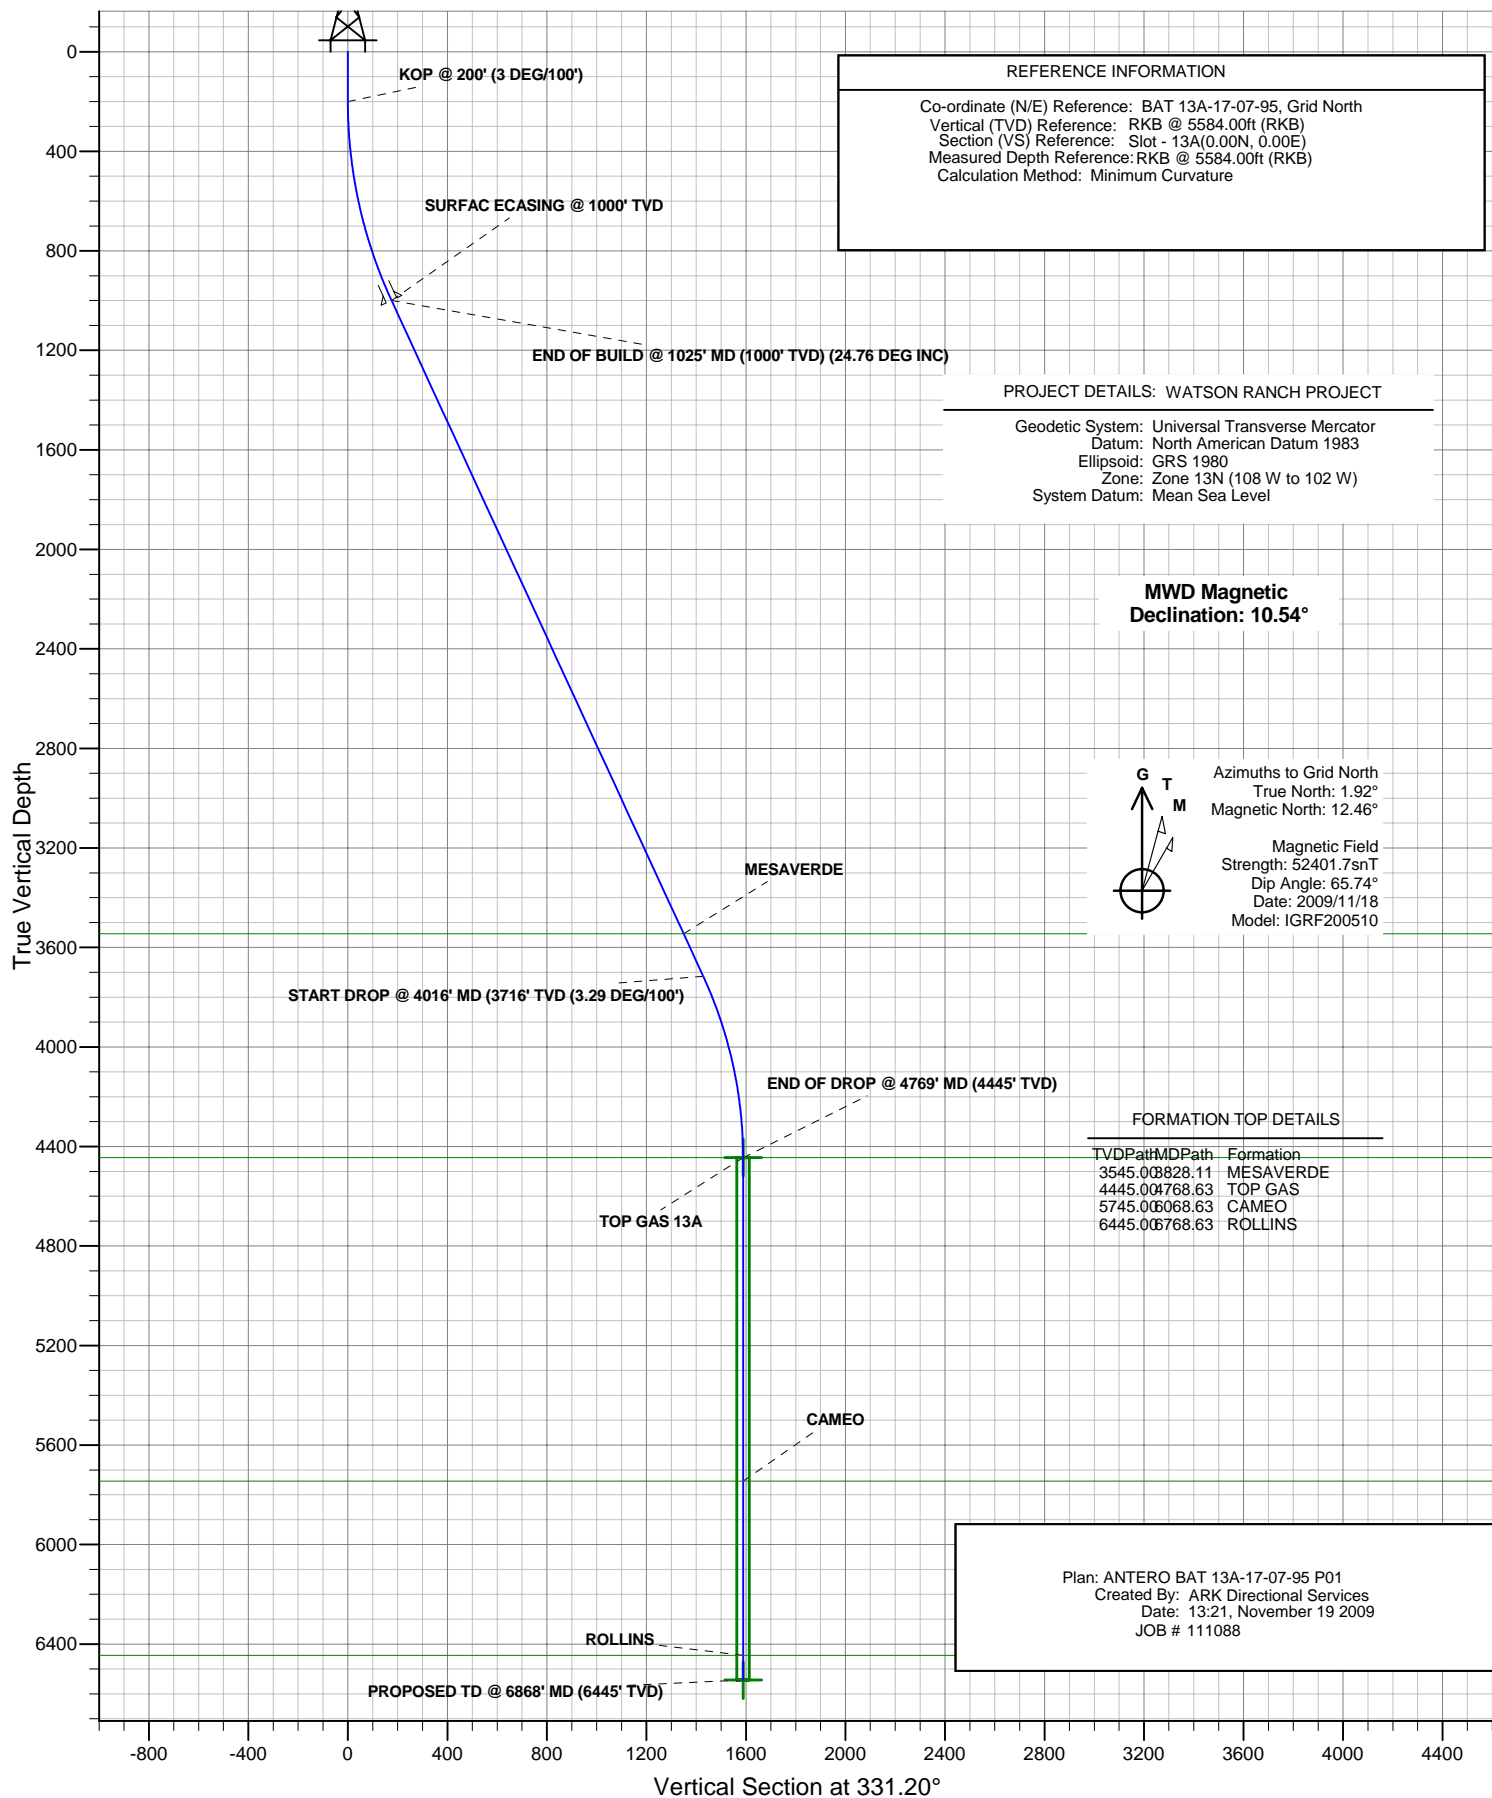 KOP @ 200' (3 DEG/100')
SURFAC ECASING @ 1000' TVD
END OF BUILD @ 1025' MD (1000' TVD) (24.76 DEG INC)
MESAVERDE
START DROP @ 4016' MD (3716' TVD (3.29 DEG/100')
END OF DROP @ 4769' MD (4445' TVD)
TOP GAS 13A
CAMEO
ROLLINS
PROPOSED TD @ 6868' MD (6445' TVD)
REFERENCE INFORMATION
Co-ordinate (N/E) Reference: BAT 13A-17-07-95, Grid North
Vertical (TVD) Reference: RKB @ 5584.00ft (RKB)
Section (VS) Reference: Slot - 13A(0.00N, 0.00E)
Measured Depth Reference: RKB @ 5584.00ft (RKB)
Calculation Method: Minimum Curvature
PROJECT DETAILS: WATSON RANCH PROJECT
Geodetic System: Universal Transverse Mercator
Datum: North American Datum 1983
Ellipsoid: GRS 1980
Zone: Zone 13N (108 W to 102 W)
System Datum: Mean Sea Level
MWD Magnetic
Declination: 10.54°
G
T
M
Azimuths to Grid North
True North: 1.92°
Magnetic North: 12.46°
Magnetic Field
Strength: 52401.7snT
Dip Angle: 65.74°
Date: 2009/11/18
Model: IGRF200510
FORMATION TOP DETAILS
TVDPath MDPath Formation
3545.00 3828.11 MESAVERDE
4445.00 4768.63 TOP GAS
5745.00 6068.63 CAMEO
6445.00 6768.63 ROLLINS
Plan: ANTERO BAT 13A-17-07-95 P01
Created By: ARK Directional Services
Date: 13:21, November 19 2009
JOB # 111088
True Vertical Depth
0
400
800
1200
1600
2000
2400
2800
3200
3600
4000
4400
4800
5200
5600
6000
6400
-800 -400 0 400 800 1200 1600 2000 2400 2800 3200 3600 4000 4400
Vertical Section at 331.20°